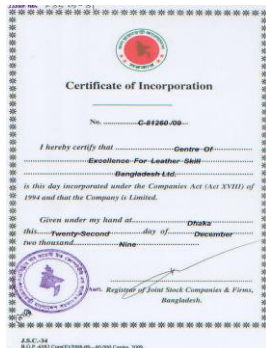 Certificate of Incorporation
No. C-81260 /09
I hereby certify that Centre Of
Excellence For Leather Skill
Bangladesh Ltd.
is this day incorporated under the Companies Act (Act XVIII) of
1994 and that the Company is Limited.
Given under my hand at Dhaka
this Twenty-Second day of December
two thousand Nine
Registrar of Joint Stock Companies & Firms,
Bangladesh.
J.S.C.-34